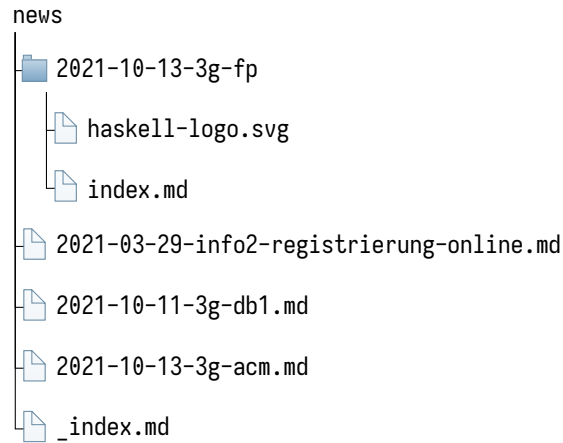 news
2021-10-13-3g-fp
haskell-logo.svg
index.md
2021-03-29-info2-registrierung-online.md
2021-10-11-3g-db1.md
2021-10-13-3g-acm.md
_index.md